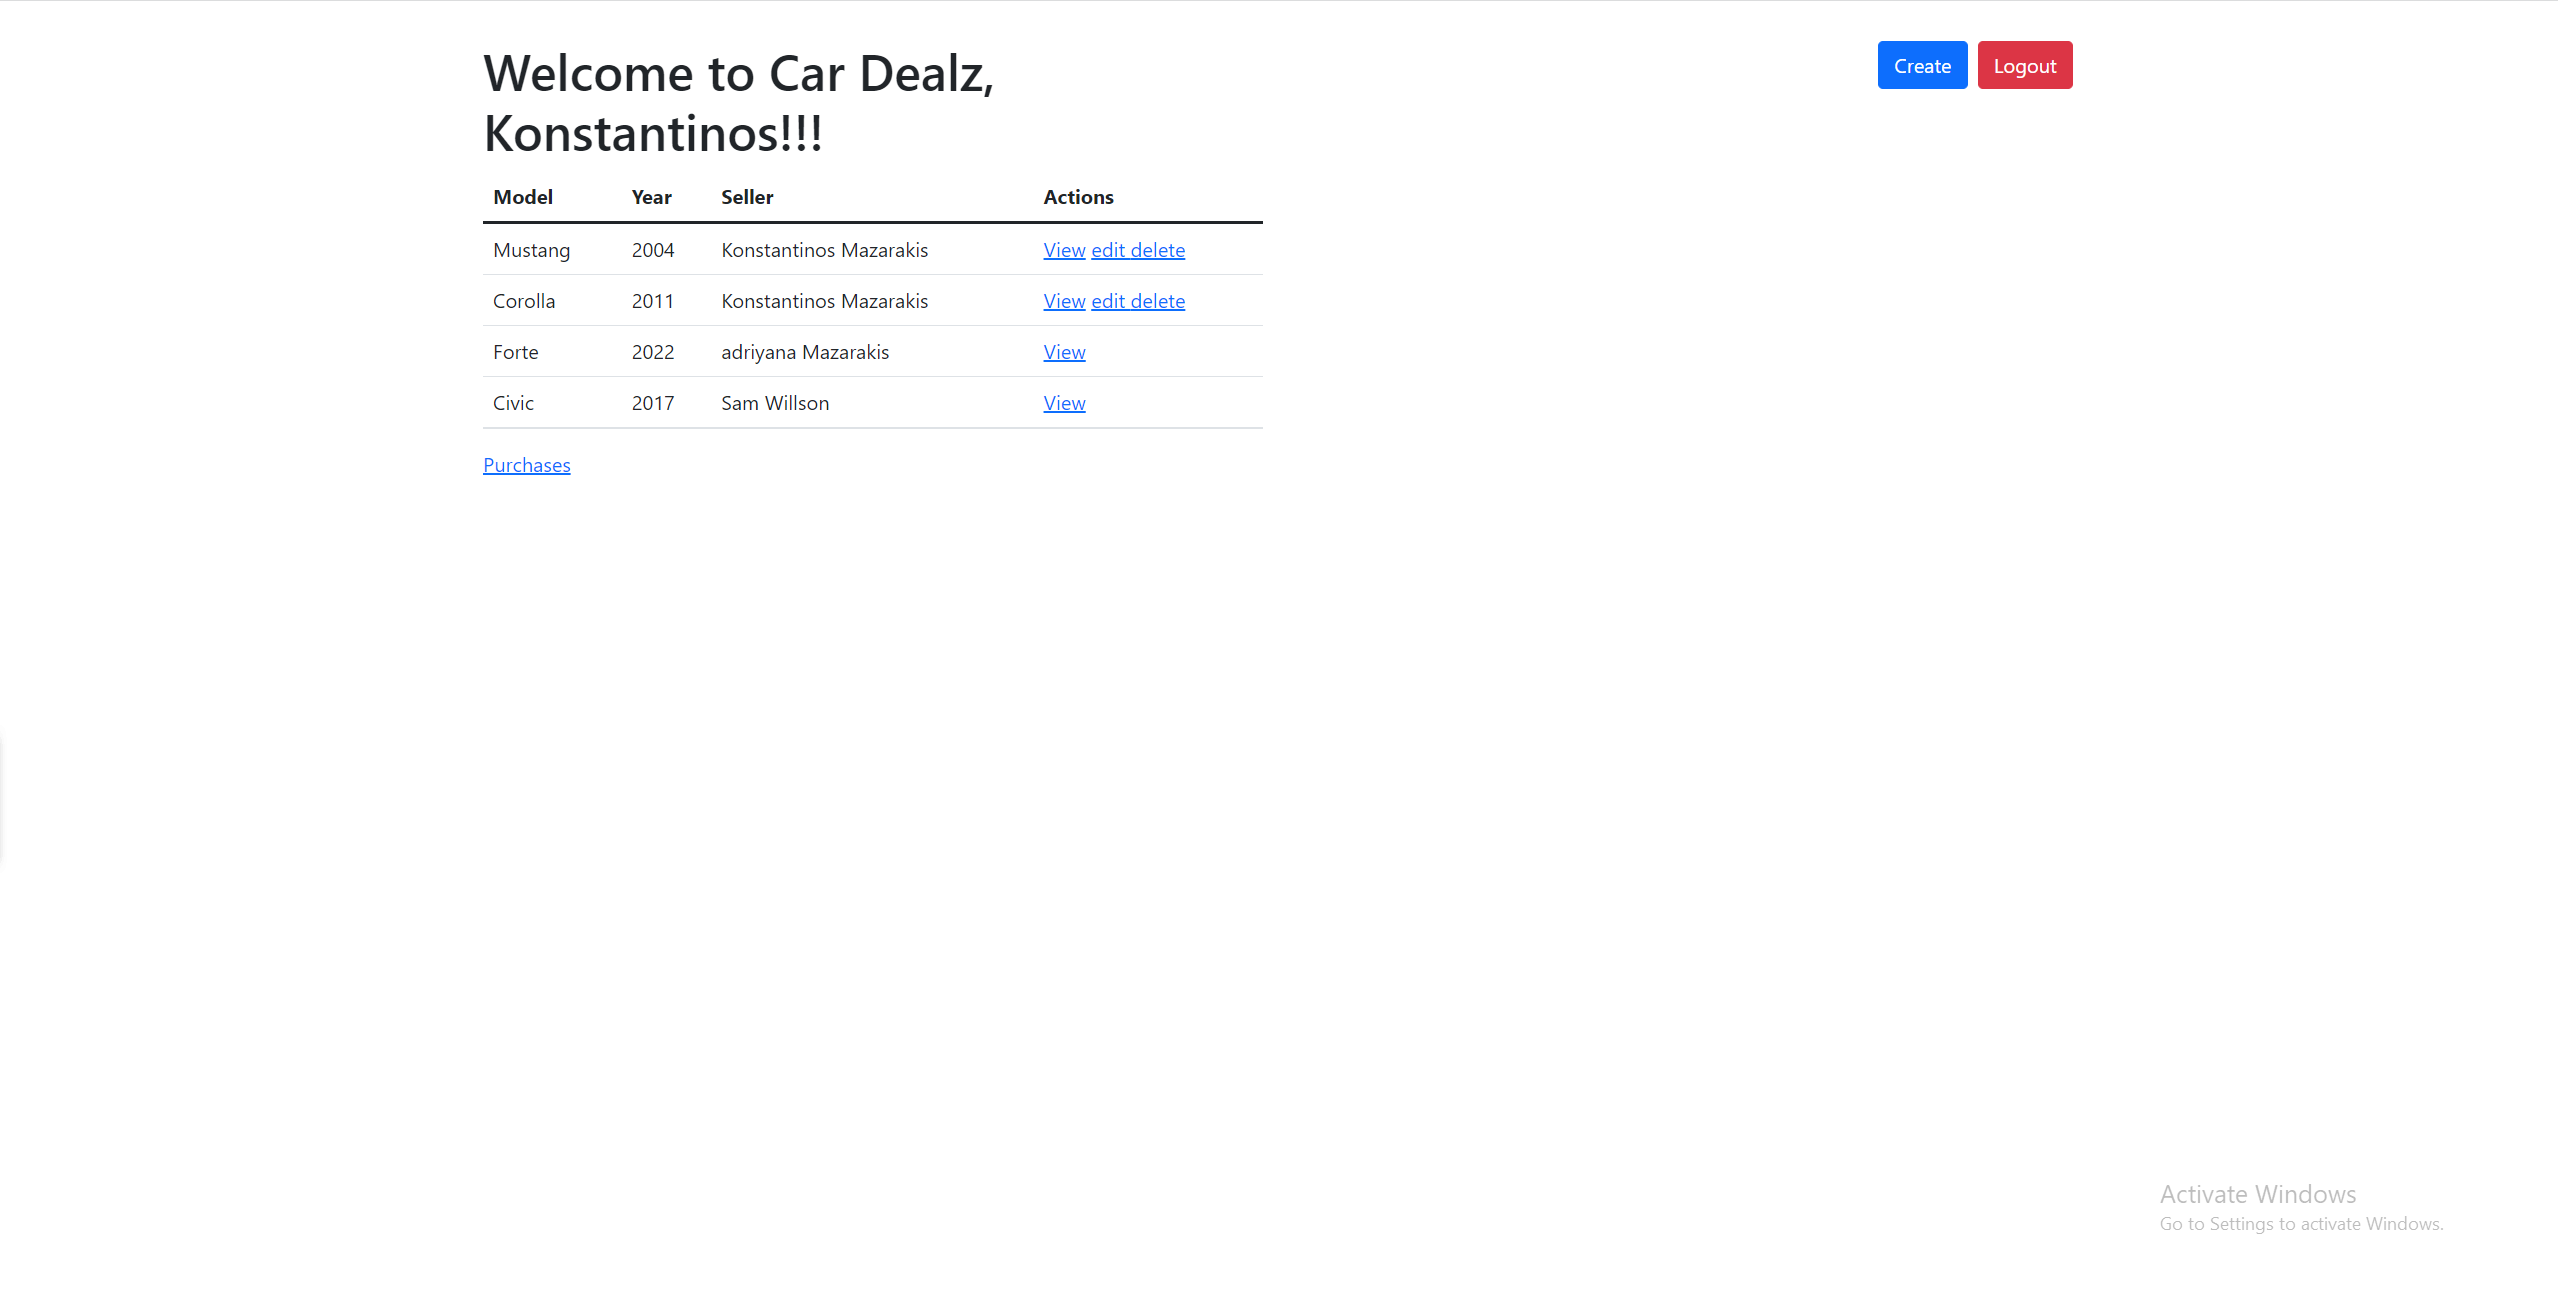 Welcome to Car Dealz,
Konstantinos!!!
Create Logout
Model Year Seller Actions
Mustang 2004 Konstantinos Mazarakis View edit delete
Corolla 2011 Konstantinos Mazarakis View edit delete
Forte 2022 adriyana Mazarakis View
Civic 2017 Sam Willson View
Purchases
Activate Windows
Go to Settings to activate Windows.